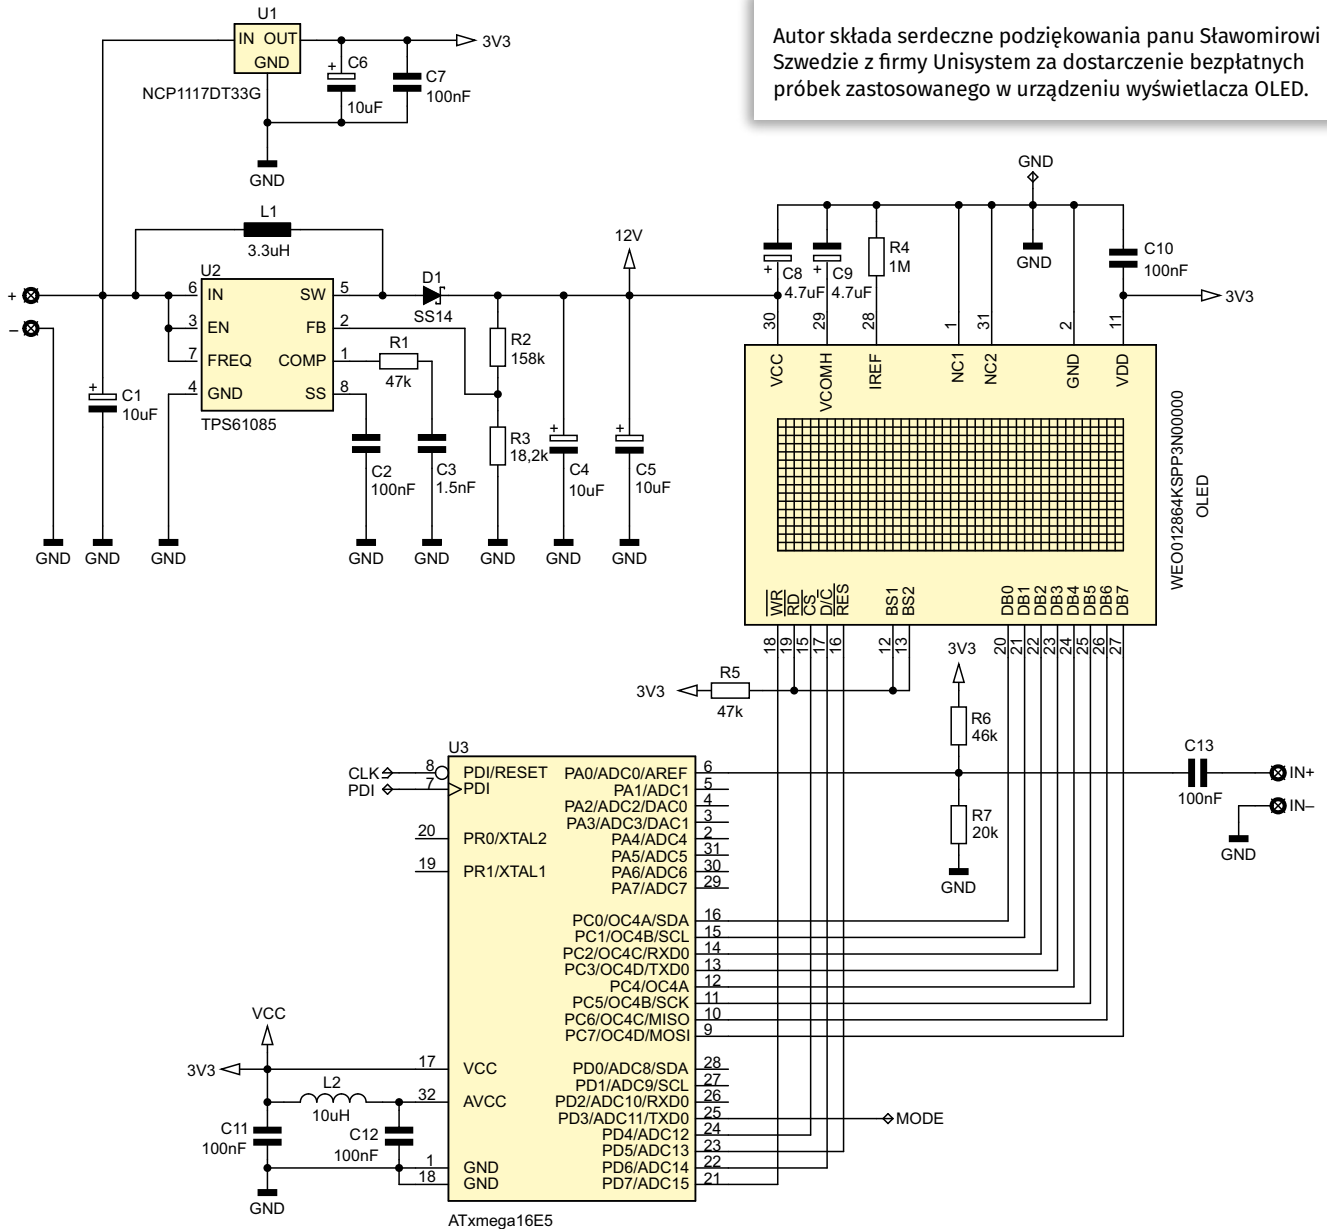 Autor składa serdeczne podziękowania panu Sławomirowi
Szwedzie z firmy Unisystem za dostarczenie bezpłatnych
próbek zastosowanego w urządzeniu wyświetlacza OLED.
U1
IN OUT
GND
NCP1117DT33G
C6
10uF
C7
100nF
3V3
GND
L1
3.3uH
U2
6 IN
3 EN
7 FREQ
4 GND
SW 5
FB 2
COMP 1
SS 8
TPS61085
+
–
C1
10uF
D1
SS14
R1
47k
R2
158k
R3
18,2k
C2
100nF
C3
1.5nF
C4
10uF
C5
10uF
12V
GND GND GND GND GND GND GND GND
GND
GND
C8
4.7uF
C9
4.7uF
R4
1M
C10
100nF
3V3
30 29 28 1 31 2 11
VCC VCOMH IREF NC1 NC2 GND VDD
WEO012864KSPP3N00000
OLED
WR RD CS D/C RES BS1 BS2 DB0 DB1 DB2 DB3 DB4 DB5 DB6 DB7
18 19 15 17 16 12 13 20 21 22 23 24 25 26 27
3V3
R5
47k
3V3
R6
46k
R7
20k
GND
C13
100nF
IN+
IN–
GND
U3
CLK 8 PDI/RESET
PDI 7 PDI
20 PR0/XTAL2
19 PR1/XTAL1
PA0/ADC0/AREF 6
PA1/ADC1 5
PA2/ADC2/DAC0 4
PA3/ADC3/DAC1 3
PA4/ADC4 2
PA5/ADC5 31
PA6/ADC6 30
PA7/ADC7 29
PC0/OC4A/SDA 16
PC1/OC4B/SCL 15
PC2/OC4C/RXD0 14
PC3/OC4D/TXD0 13
PC4/OC4A 12
PC5/OC4B/SCK 11
PC6/OC4C/MISO 10
PC7/OC4D/MOSI 9
PD0/ADC8/SDA 28
PD1/ADC9/SCL 27
PD2/ADC10/RXD0 26
PD3/ADC11/TXD0 25
MODE
PD4/ADC12 24
PD5/ADC13 23
PD6/ADC14 22
PD7/ADC15 21
VCC
3V3
17 VCC
L2
10uH
32 AVCC
C11
100nF
C12
100nF
1 GND
18 GND
GND
ATxmega16E5